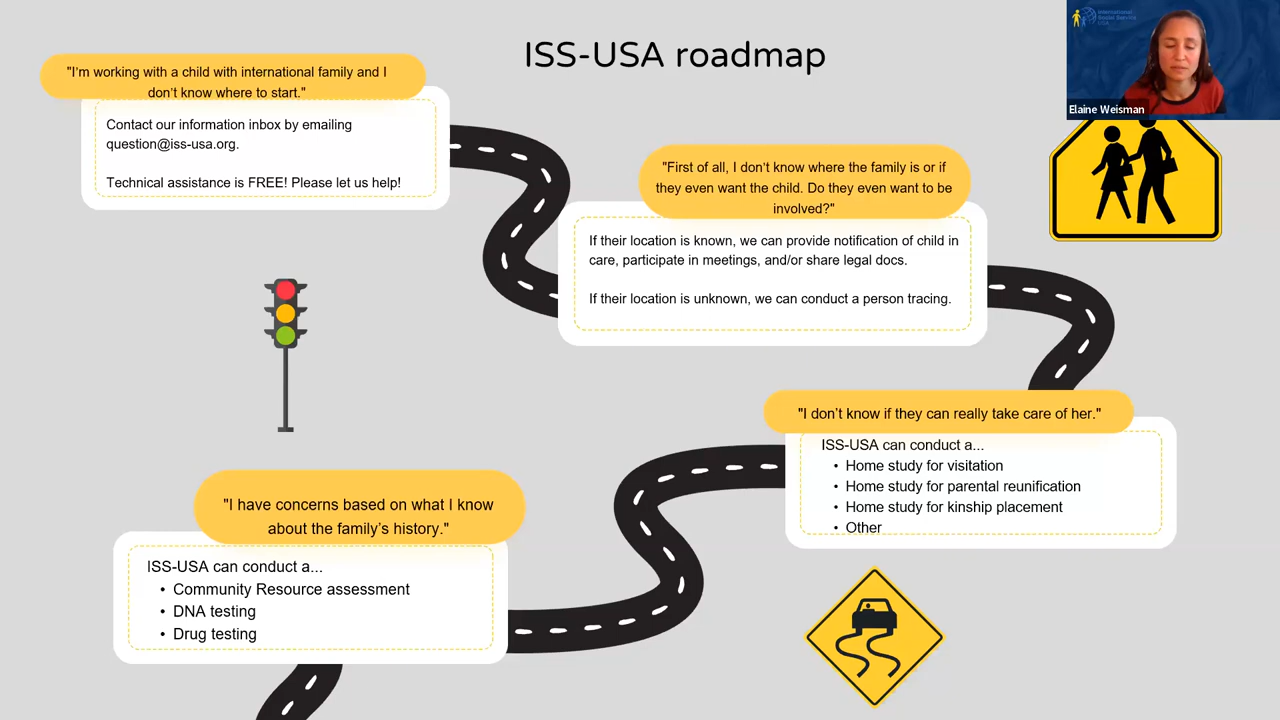 ISS-USA roadmap
International
Social Service
USA
Elaine Weisman
"I'm working with a child with international family and I
don't know where to start."
Contact our information inbox by emailing
question@iss-usa.org.
Technical assistance is FREE! Please let us help!
"First of all, I don't know where the family is or if
they even want the child. Do they even want to be
involved?"
If their location is known, we can provide notification of child in
care, participate in meetings, and/or share legal docs.
If their location is unknown, we can conduct a person tracing.
"I don't know if they can really take care of her."
ISS-USA can conduct a...
• Home study for visitation
• Home study for parental reunification
• Home study for kinship placement
• Other
"I have concerns based on what I know
about the family's history."
ISS-USA can conduct a...
• Community Resource assessment
• DNA testing
• Drug testing